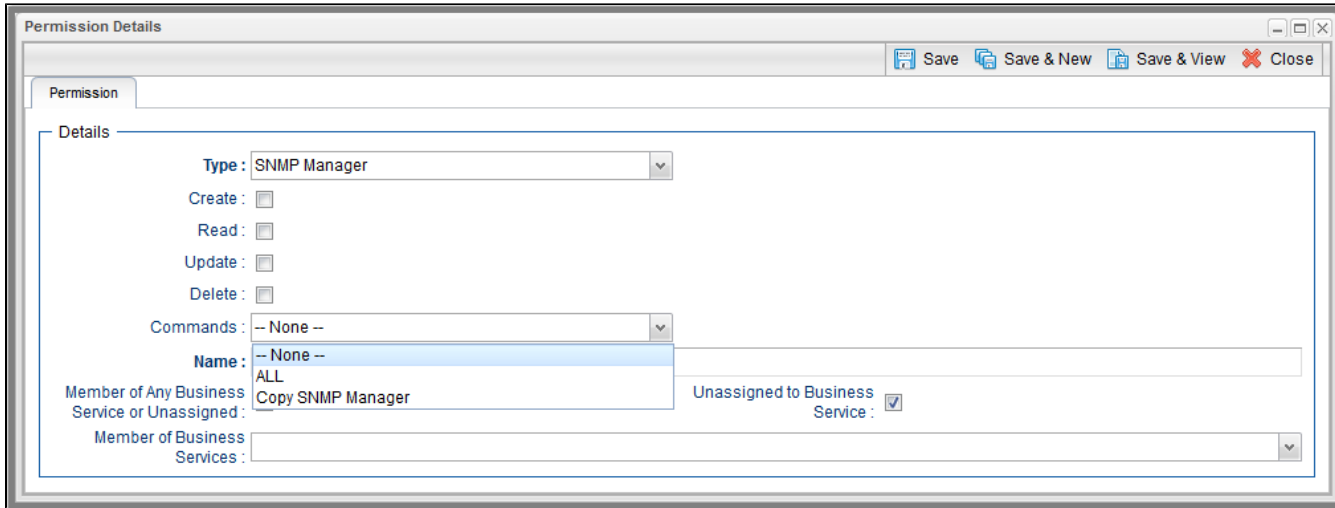 Permission Details
Save Save & New Save & View Close
Permission
Details
Type : SNMP Manager
Create :
Read :
Update :
Delete :
Commands : -- None --
Name : -- None --
ALL
Copy SNMP Manager
Member of Any Business
Service or Unassigned :
Unassigned to Business
Service :
Member of Business
Services :